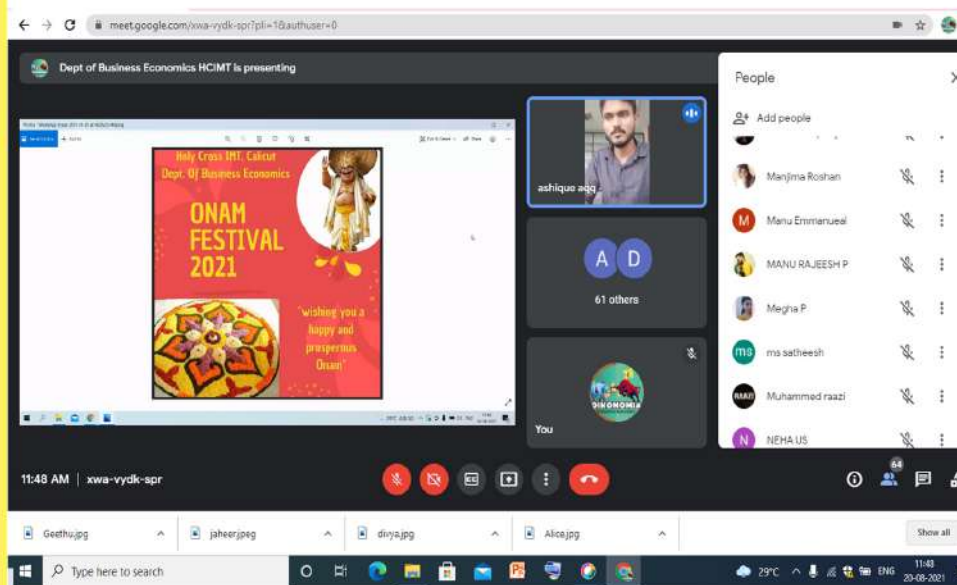 meet.google.com/xwa-vydk-spr?pli=1&authuser=0
Dept of Business Economics HCIMT is presenting
Holy Cross IMT, Calicut
Dept. Of Business Economics
ONAM
FESTIVAL
2021
"wishing you a
happy and
prosperous
Onam"
ashique aqq
A D
61 others
OIKONOMIA
You
People
Add people
Manjima Roshan
M
Manu Emmanueal
MANU RAJEESH P
Megha P
ms
ms satheesh
RAAZI
Muhammed raazi
N
NEHA US
11:48 AM | xwa-vydk-spr
64
Geethu.jpg
jaheer.jpeg
divya.jpg
Alice.jpg
Show all
Type here to search
29°C
ENG
11:48
20-08-2021